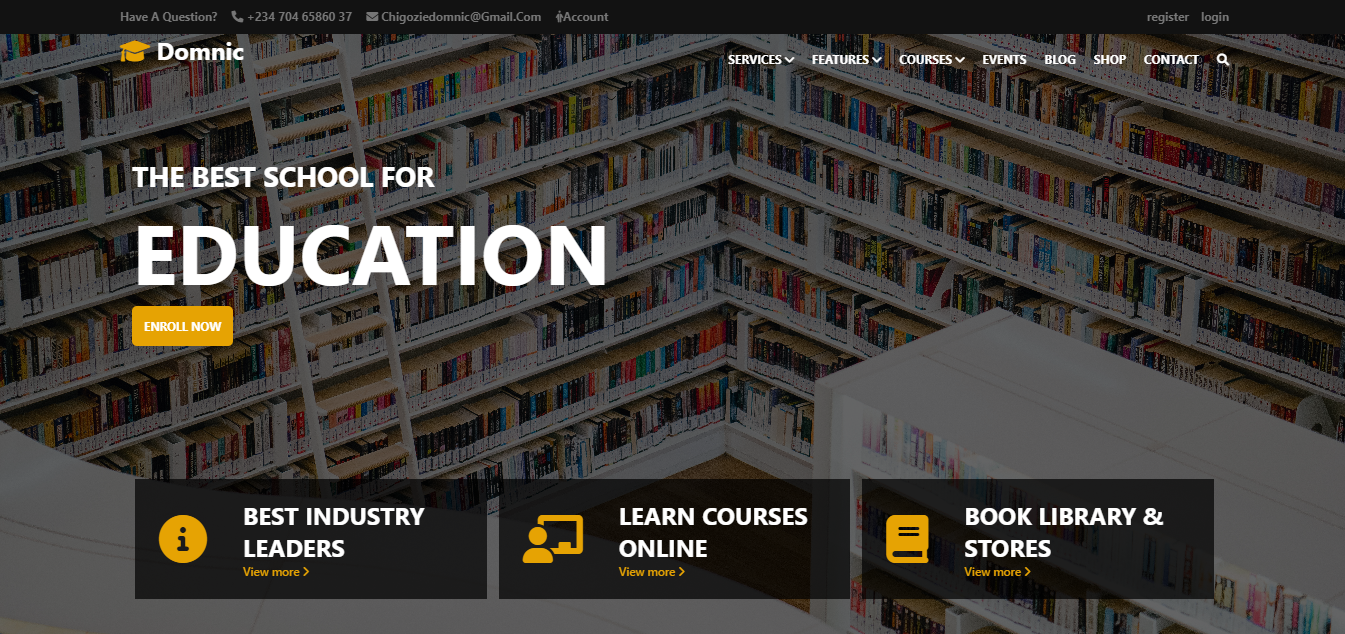 Have A Question? +234 704 65860 37 Chigoziedomnic@Gmail.Com Account register login
Domnic SERVICES FEATURES COURSES EVENTS BLOG SHOP CONTACT
THE BEST SCHOOL FOR
EDUCATION
ENROLL NOW
BEST INDUSTRY
LEADERS
View more
LEARN COURSES
ONLINE
View more
BOOK LIBRARY &
STORES
View more